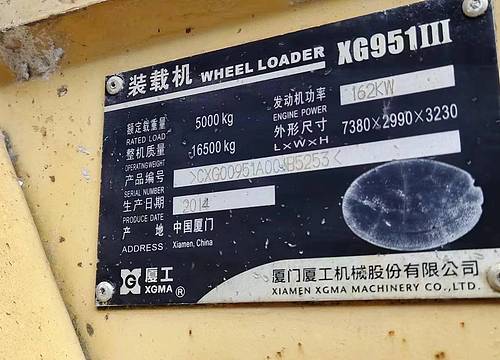 装载机 WHEEL LOADER XG951III
额定载重量 5000 kg
RATED LOAD
整机质量 16500 kg
OPERATINGWEIGHT
产品编号 >CXG00951A00JB5253<
SERIAL NUMBER
生产日期 2014
PRODUCE DATE
产 地 中国厦门
ADDRESS Xiamen, China
发动机功率 162KW
ENGINE POWER
外形尺寸 7380×2990×3230
L×W×H
厦工
XGMA ®
厦门厦工机械股份有限公司
XIAMEN XGMA MACHINERY CO.,LTD.